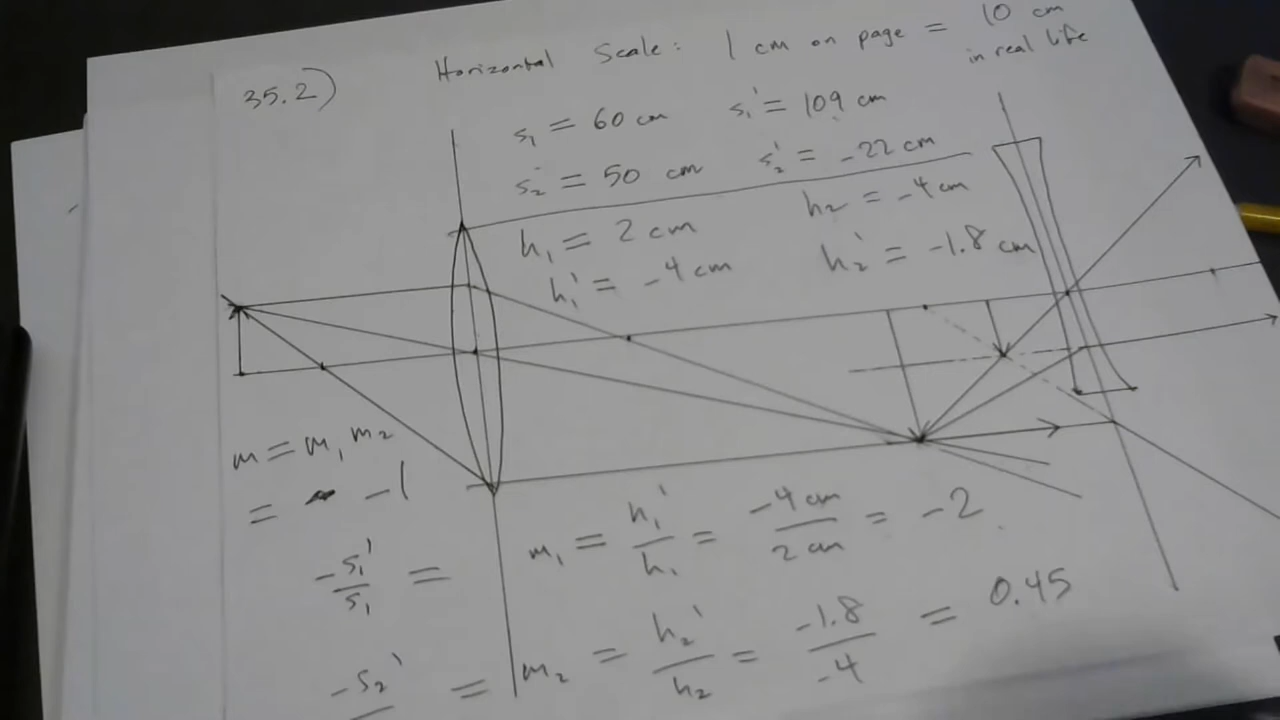 35.2)
Horizontal Scale: 1 cm on page = 10 cm
in real life
s₁ = 60 cm s₁' = 109 cm
s₂ = 50 cm s₂' = -22 cm
h₁ = 2 cm h₂ = -4 cm
h₁' = -4 cm h₂' = -1.8 cm
m = m₁ m₂
= -1
-s₁'/s₁ =
m₁ = h₁'/h₁ = -4 cm/2 cm = -2
-s₂' =
m₂ = h₂'/h₂ = -1.8/-4 = 0.45